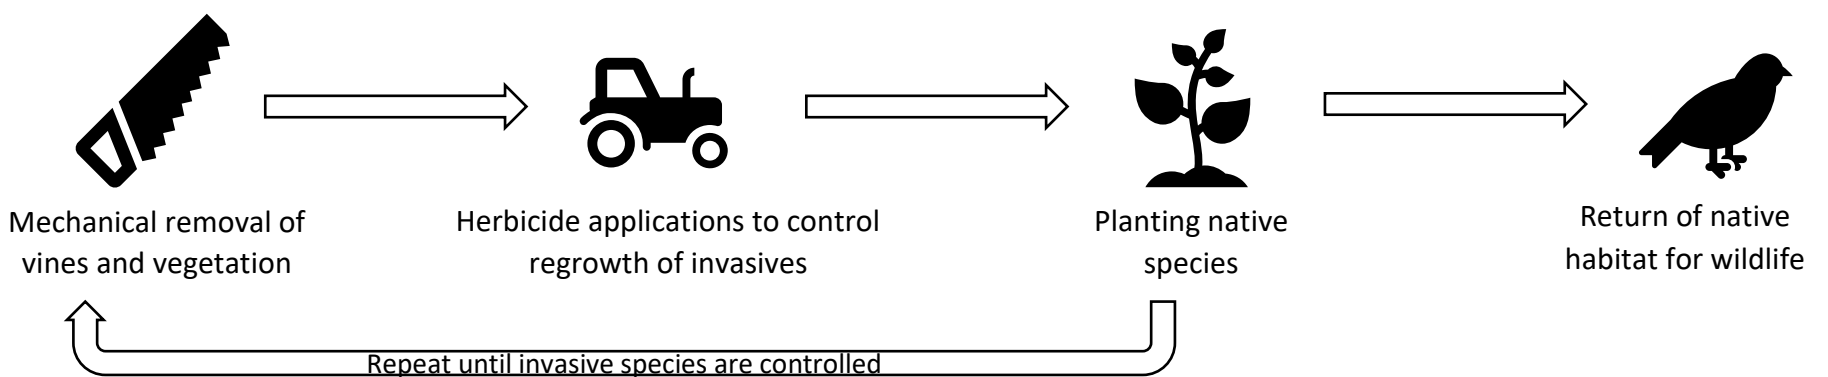 Mechanical removal of
vines and vegetation
Herbicide applications to control
regrowth of invasives
Planting native
species
Return of native
habitat for wildlife
Repeat until invasive species are controlled